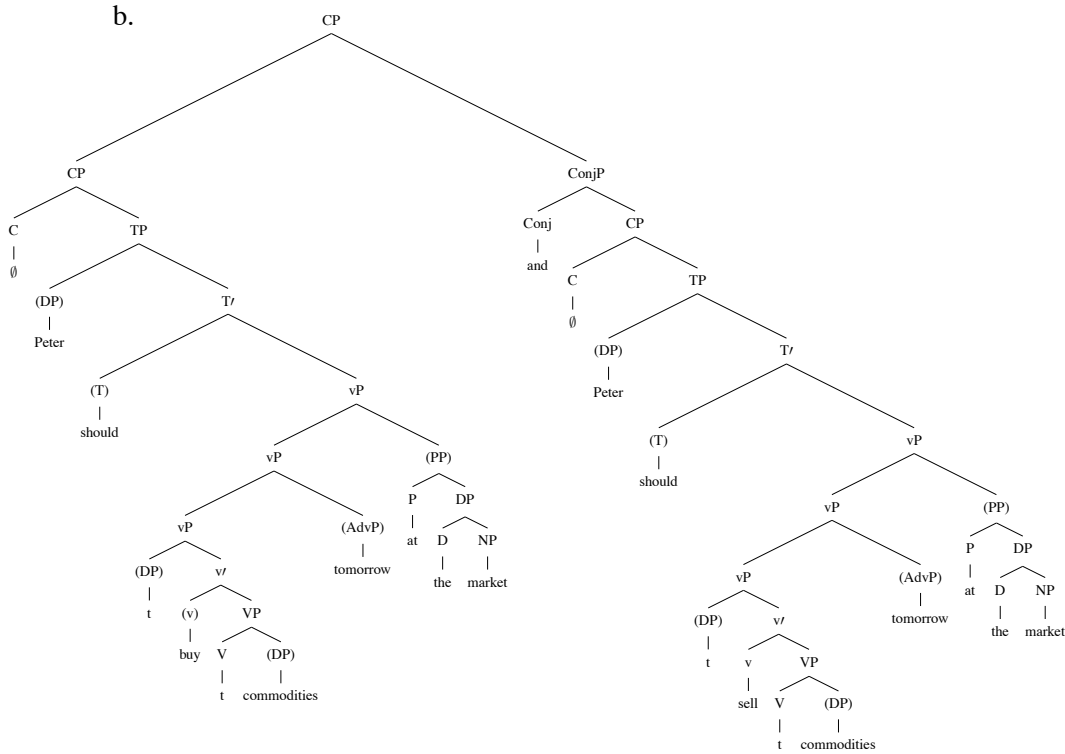 b.
CP
CP ConjP
C TP Conj CP
∅ and
(DP) T′ C TP
Peter ∅
(T) vP (DP) T′
should Peter
vP (PP) (T) vP
should
P DP vP (PP)
vP (AdvP) at D NP P DP
tomorrow the market at
(DP) v′ vP (AdvP) D NP
t tomorrow the market
(v) VP (DP) v′
buy V (DP) t v VP
t commodities sell V (DP)
t commodities